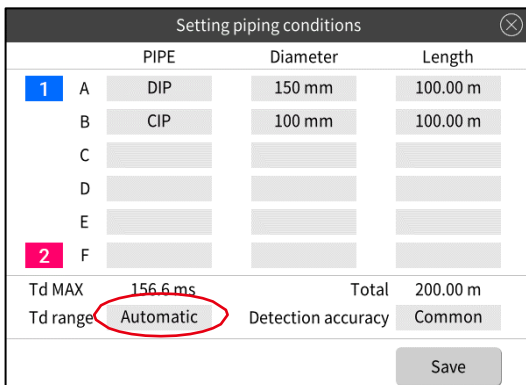 Setting piping conditions
PIPE Diameter Length
1 A DIP 150 mm 100.00 m
B CIP 100 mm 100.00 m
C
D
E
2 F
Td MAX 156.6 ms Total 200.00 m
Td range Automatic Detection accuracy Common
Save